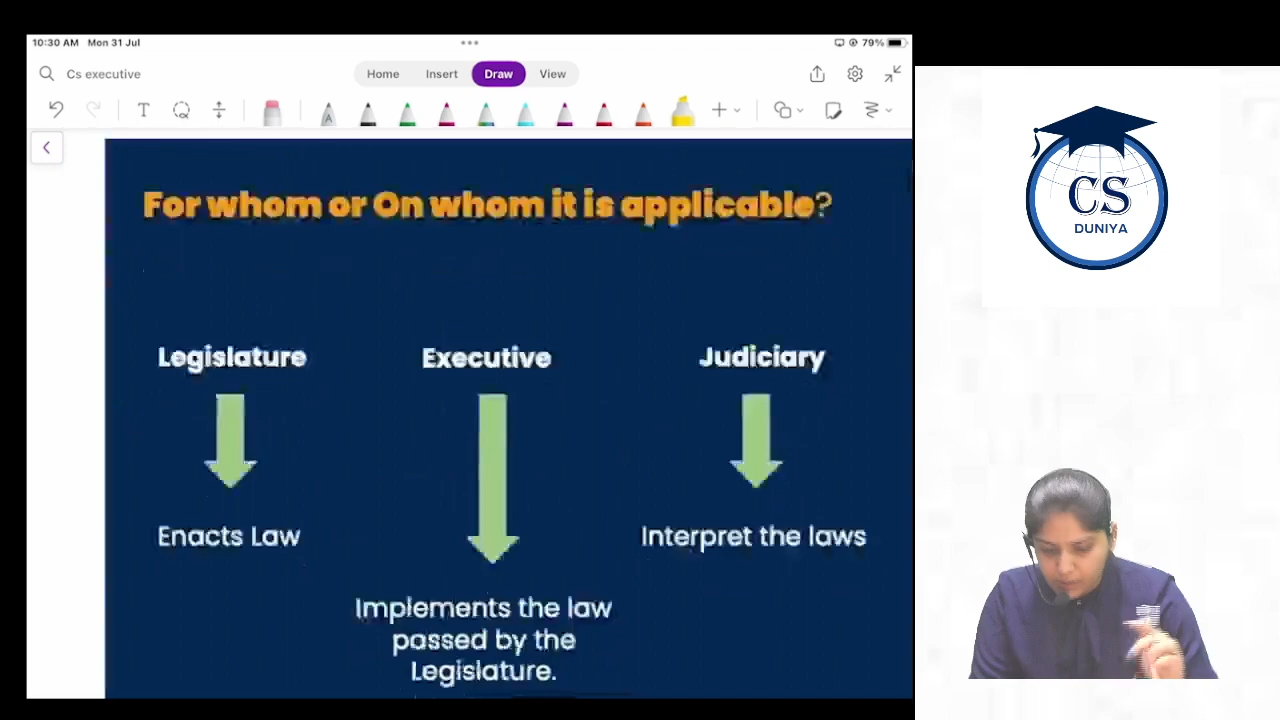 10:30 AM Mon 31 Jul
79%
Cs executive
Home Insert Draw View
T
A
For whom or On whom it is applicable?
Legislature Executive Judiciary
Enacts Law
Interpret the laws
Implements the law
passed by the
Legislature.
CS
DUNIYA